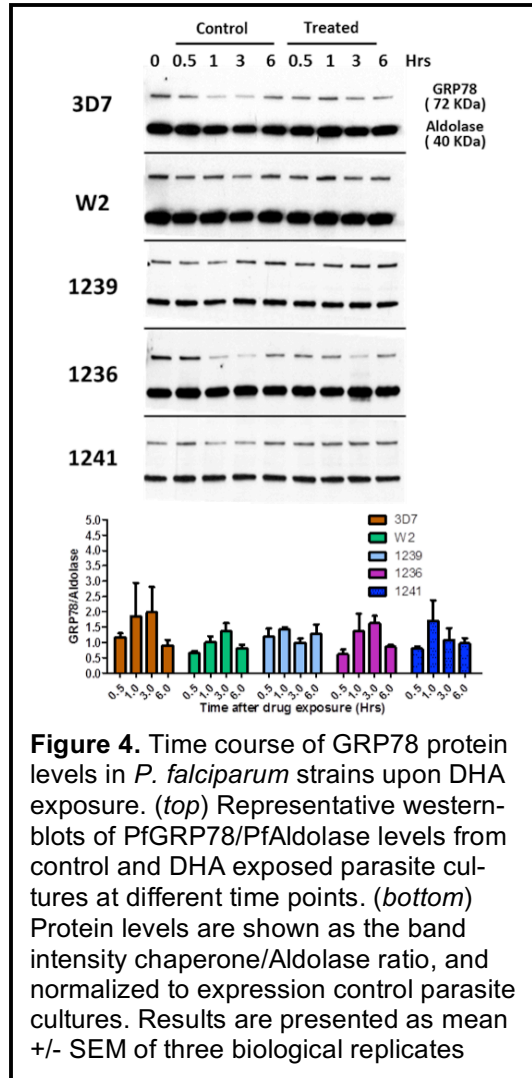 Control Treated
0 0.5 1 3 6 0.5 1 3 6 Hrs
3D7
GRP78
( 72 KDa)
Aldolase
( 40 KDa)
W2
1239
1236
1241
GRP78/Aldolase
5.0
4.5
4.0
3.5
3.0
2.5
2.0
1.5
1.0
0.5
0.0
3D7
W2
1239
1236
1241
0.5 1.0 3.0 6.0 0.5 1.0 3.0 6.0 0.5 1.0 3.0 6.0 0.5 1.0 3.0 6.0 0.5 1.0 3.0 6.0
Time after drug exposure (Hrs)
Figure 4. Time course of GRP78 protein
levels in P. falciparum strains upon DHA
exposure. (top) Representative western-
blots of PfGRP78/PfAldolase levels from
control and DHA exposed parasite cul-
tures at different time points. (bottom)
Protein levels are shown as the band
intensity chaperone/Aldolase ratio, and
normalized to expression control parasite
cultures. Results are presented as mean
+/- SEM of three biological replicates